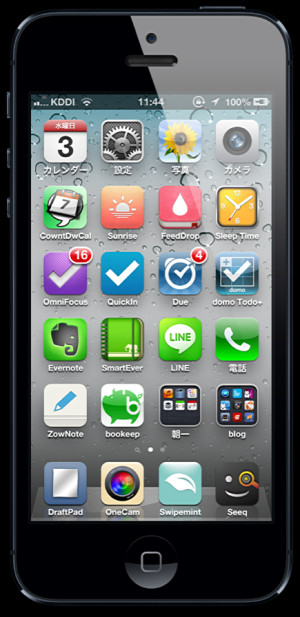 KDDI 11:44 100%
水曜日
3
カレンダー 設定 写真 カメラ
7
CowntDwCal Sunrise FeedDrop Sleep Time
16 4
domo
OmniFocus QuickIn Due domo Todo+
LINE
Evernote SmartEver LINE 電話
b
ZowNote bookeep 朝一 blog
DraftPad OneCam Swipemint Seeq